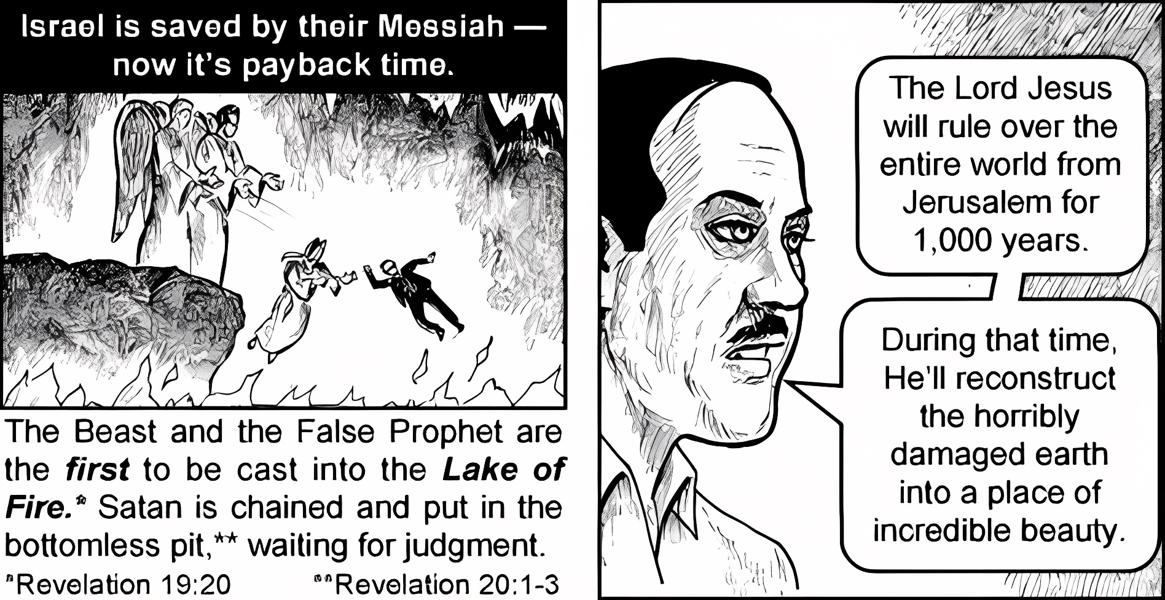 Israel is saved by their Messiah —
now it's payback time.
The Beast and the False Prophet are
the first to be cast into the Lake of
Fire.* Satan is chained and put in the
bottomless pit,** waiting for judgment.
*Revelation 19:20 **Revelation 20:1-3
The Lord Jesus
will rule over the
entire world from
Jerusalem for
1,000 years.
During that time,
He'll reconstruct
the horribly
damaged earth
into a place of
incredible beauty.